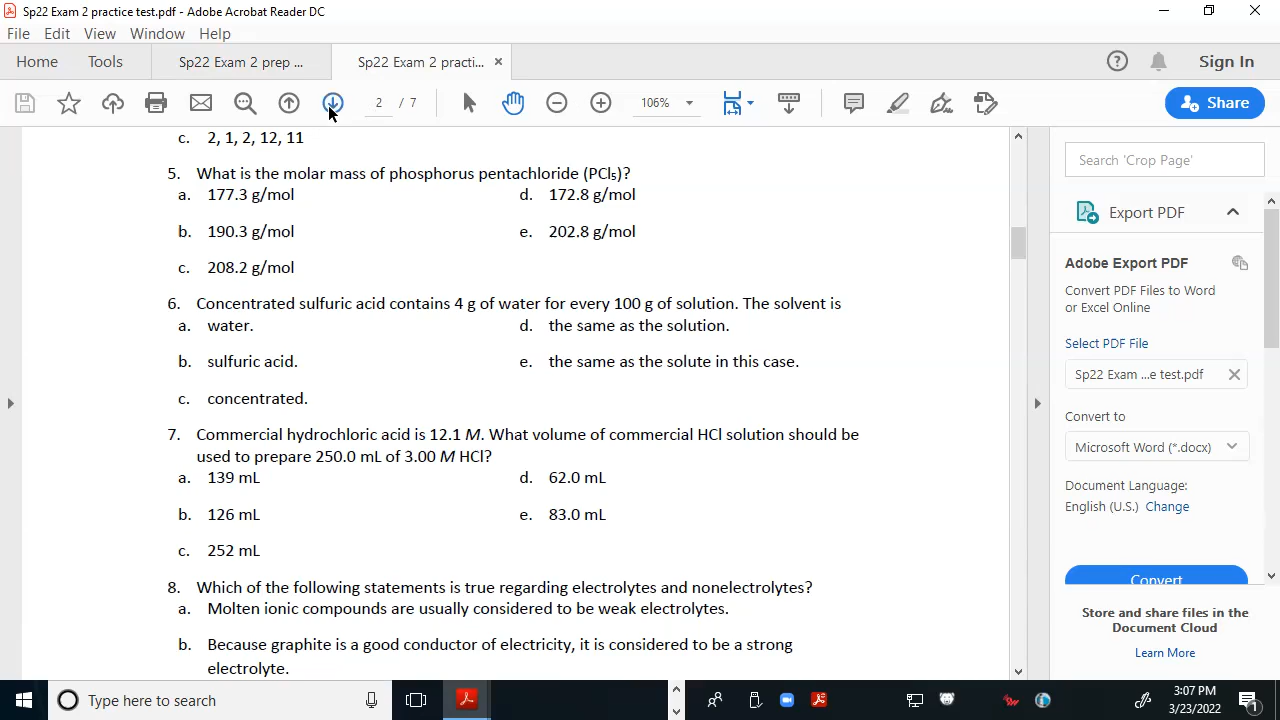 Sp22 Exam 2 practice test.pdf - Adobe Acrobat Reader DC
File Edit View Window Help
Home Tools Sp22 Exam 2 prep ... Sp22 Exam 2 practi... × Sign In
2 / 7 106% Share
c. 2, 1, 2, 12, 11
5. What is the molar mass of phosphorus pentachloride (PCl₅)?
a. 177.3 g/mol d. 172.8 g/mol
b. 190.3 g/mol e. 202.8 g/mol
c. 208.2 g/mol
6. Concentrated sulfuric acid contains 4 g of water for every 100 g of solution. The solvent is
a. water. d. the same as the solution.
b. sulfuric acid. e. the same as the solute in this case.
c. concentrated.
7. Commercial hydrochloric acid is 12.1 M. What volume of commercial HCl solution should be
used to prepare 250.0 mL of 3.00 M HCl?
a. 139 mL d. 62.0 mL
b. 126 mL e. 83.0 mL
c. 252 mL
8. Which of the following statements is true regarding electrolytes and nonelectrolytes?
a. Molten ionic compounds are usually considered to be weak electrolytes.
b. Because graphite is a good conductor of electricity, it is considered to be a strong
electrolyte.
Search 'Crop Page'
Export PDF
Adobe Export PDF
Convert PDF Files to Word
or Excel Online
Select PDF File
Sp22 Exam ...e test.pdf
Convert to
Microsoft Word (*.docx)
Document Language:
English (U.S.) Change
Convert
Store and share files in the
Document Cloud
Learn More
Type here to search
3:07 PM
3/23/2022
1